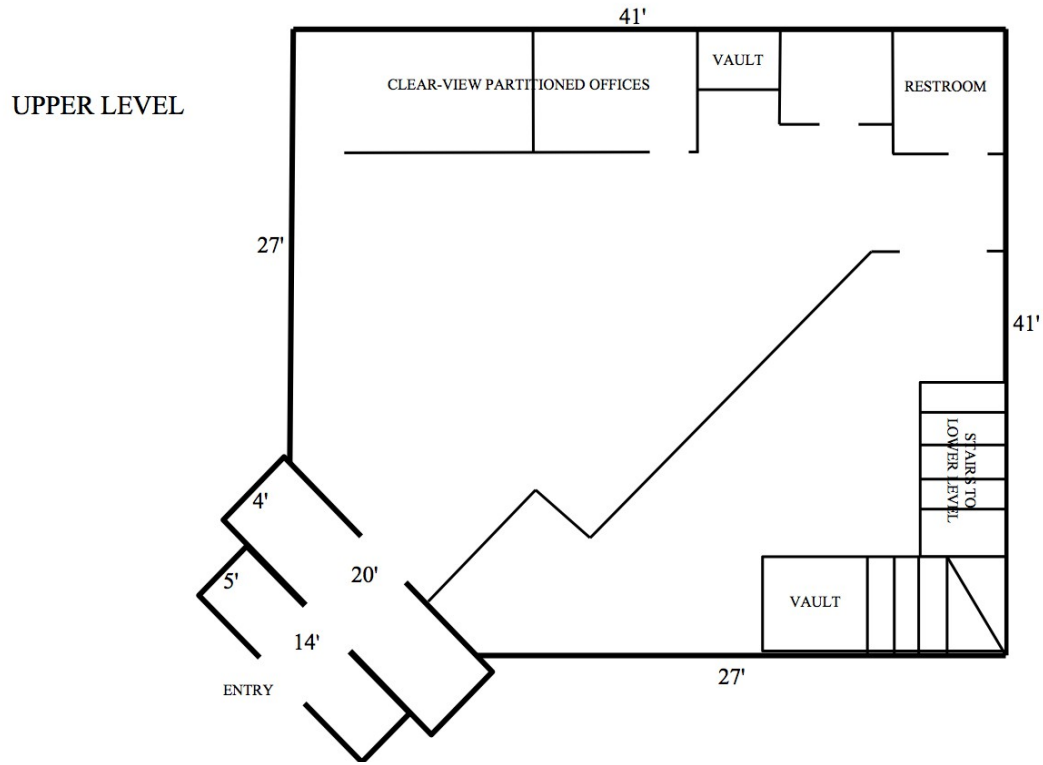 41'
UPPER LEVEL
CLEAR-VIEW PARTITIONED OFFICES
VAULT
RESTROOM
27'
41'
STAIRS TO
LOWER LEVEL
4'
5'
20'
14'
VAULT
ENTRY
27'